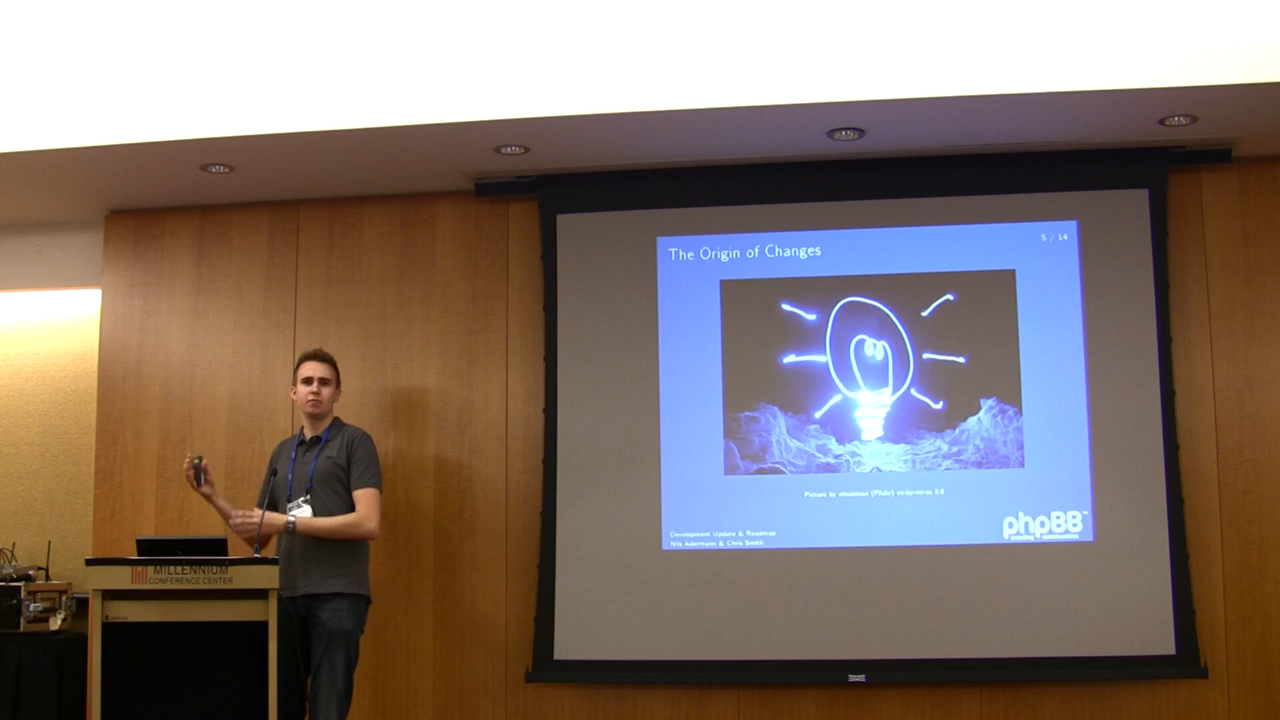 The Origin of Changes
5 / 14
Picture by (Flickr) cc-by-nc-sa 2.0
Development Update & Roadmap
Nils Adermann & Chris Smith
phpBB™
creating communities
MILLENNIUM
CONFERENCE CENTER